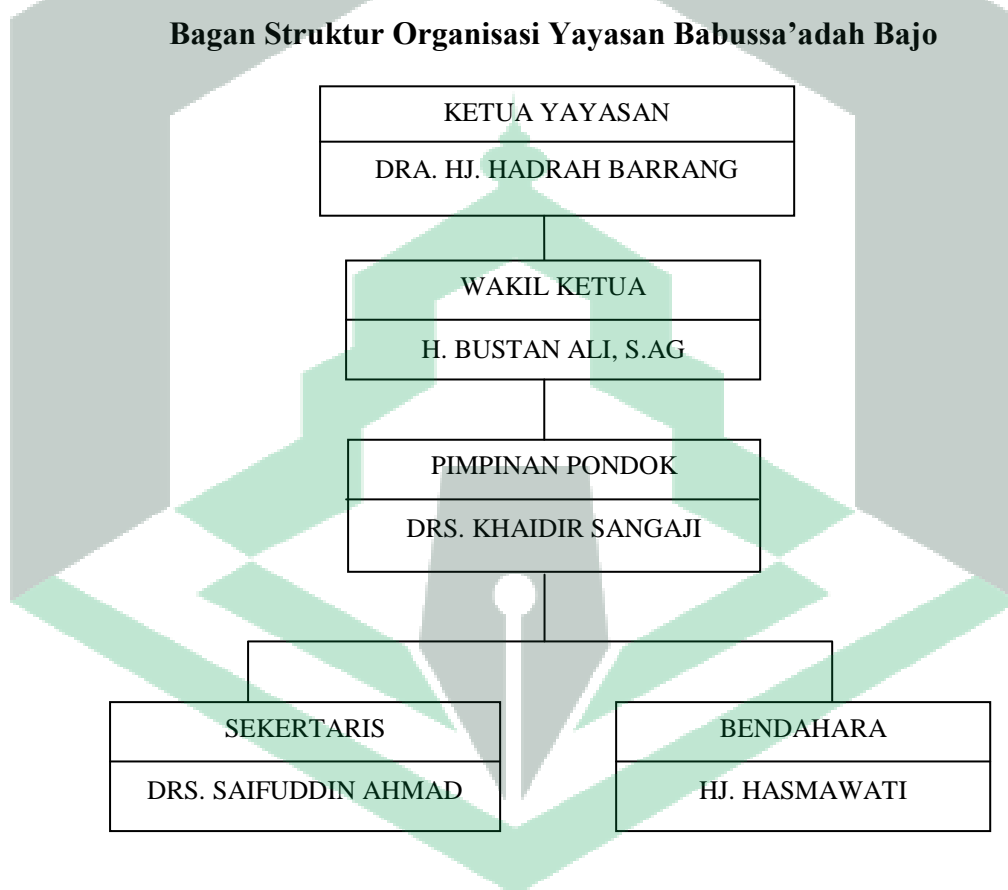 Bagan Struktur Organisasi Yayasan Babussa’adah Bajo
KETUA YAYASAN
DRA. HJ. HADRAH BARRANG
WAKIL KETUA
H. BUSTAN ALI, S.AG
PIMPINAN PONDOK
DRS. KHAIDIR SANGAJI
SEKERTARIS
DRS. SAIFUDDIN AHMAD
BENDAHARA
HJ. HASMAWATI